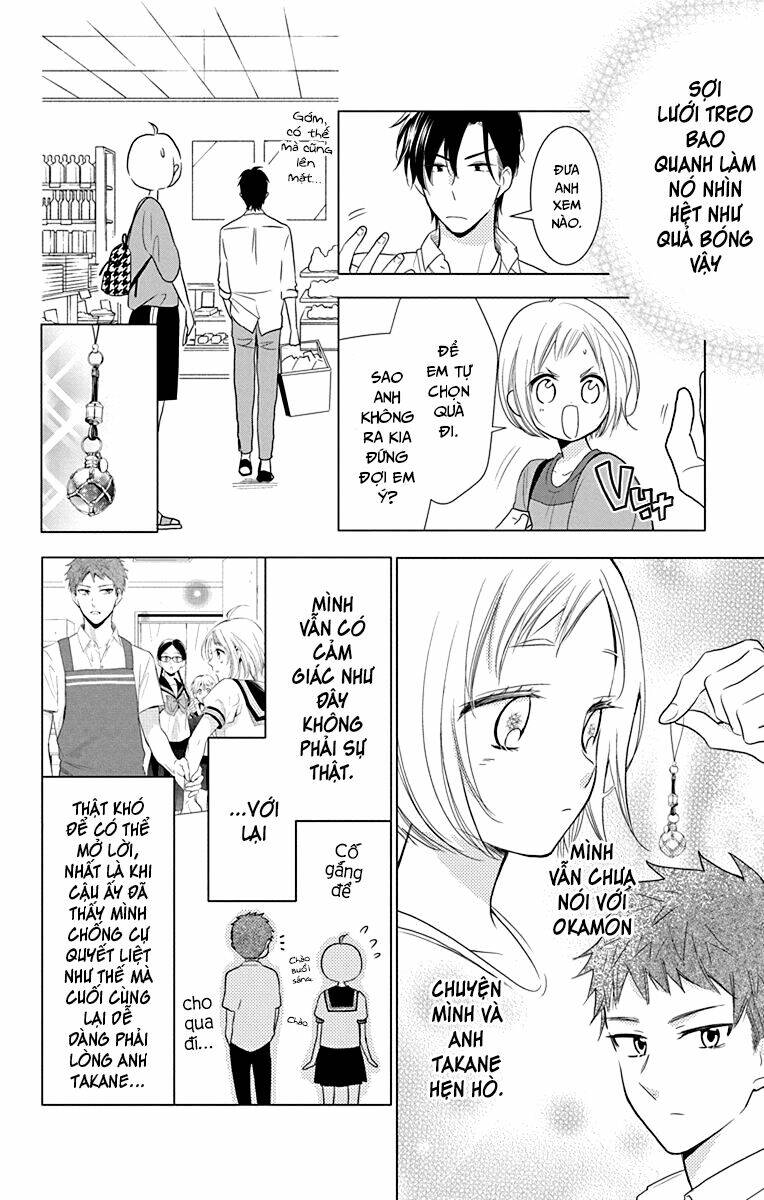 SỢI
LƯỚI TREO
BAO
QUANH LÀM
NÓ NHÌN
HỆT NHƯ
QUẢ BÓNG
VẬY
ĐƯA
ANH
XEM
NÀO.
Gớm,
có thế
mà cũng
lên
mặt...
ĐỂ
EM TỰ
CHỌN QUÀ
ĐI.
SAO
ANH
KHÔNG
RA KIA
ĐỨNG
ĐỢI EM
Ý?
VỤT
MÌNH
VẪN CHƯA
NÓI VỚI
OKAMON
CHUYỆN
MÌNH VÀ
ANH
TAKANE
HẸN HÒ.
MÌNH
VẪN CÓ
CẢM
GIÁC NHƯ
ĐÂY
KHÔNG
PHẢI SỰ
THẬT.
...VỚI
LẠI
Cố
gắng
để
Chào
buổi
sáng
Chào
cho
qua
đi...
THẬT KHÓ
ĐỂ CÓ THỂ
MỞ LỜI,
NHẤT LÀ KHI
CẬU ẤY ĐÃ
THẤY MÌNH
CHỐNG CỰ
QUYẾT LIỆT
NHƯ THẾ MÀ
CUỐI CÙNG
LẠI DỄ
DÀNG PHẢI
LÒNG ANH
TAKANE...